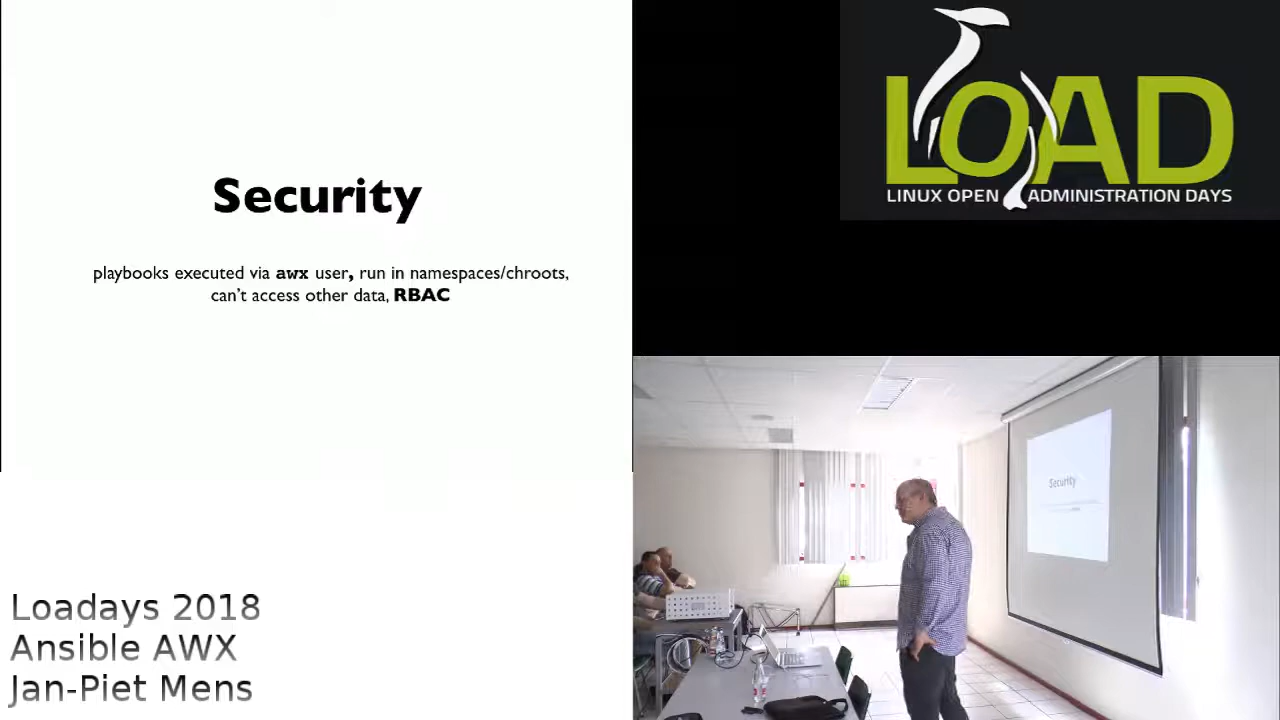 Security
playbooks executed via awx user, run in namespaces/chroots,
can't access other data, RBAC
LOAD
LINUX OPEN ADMINISTRATION DAYS
Security
Loadays 2018
Ansible AWX
Jan-Piet Mens